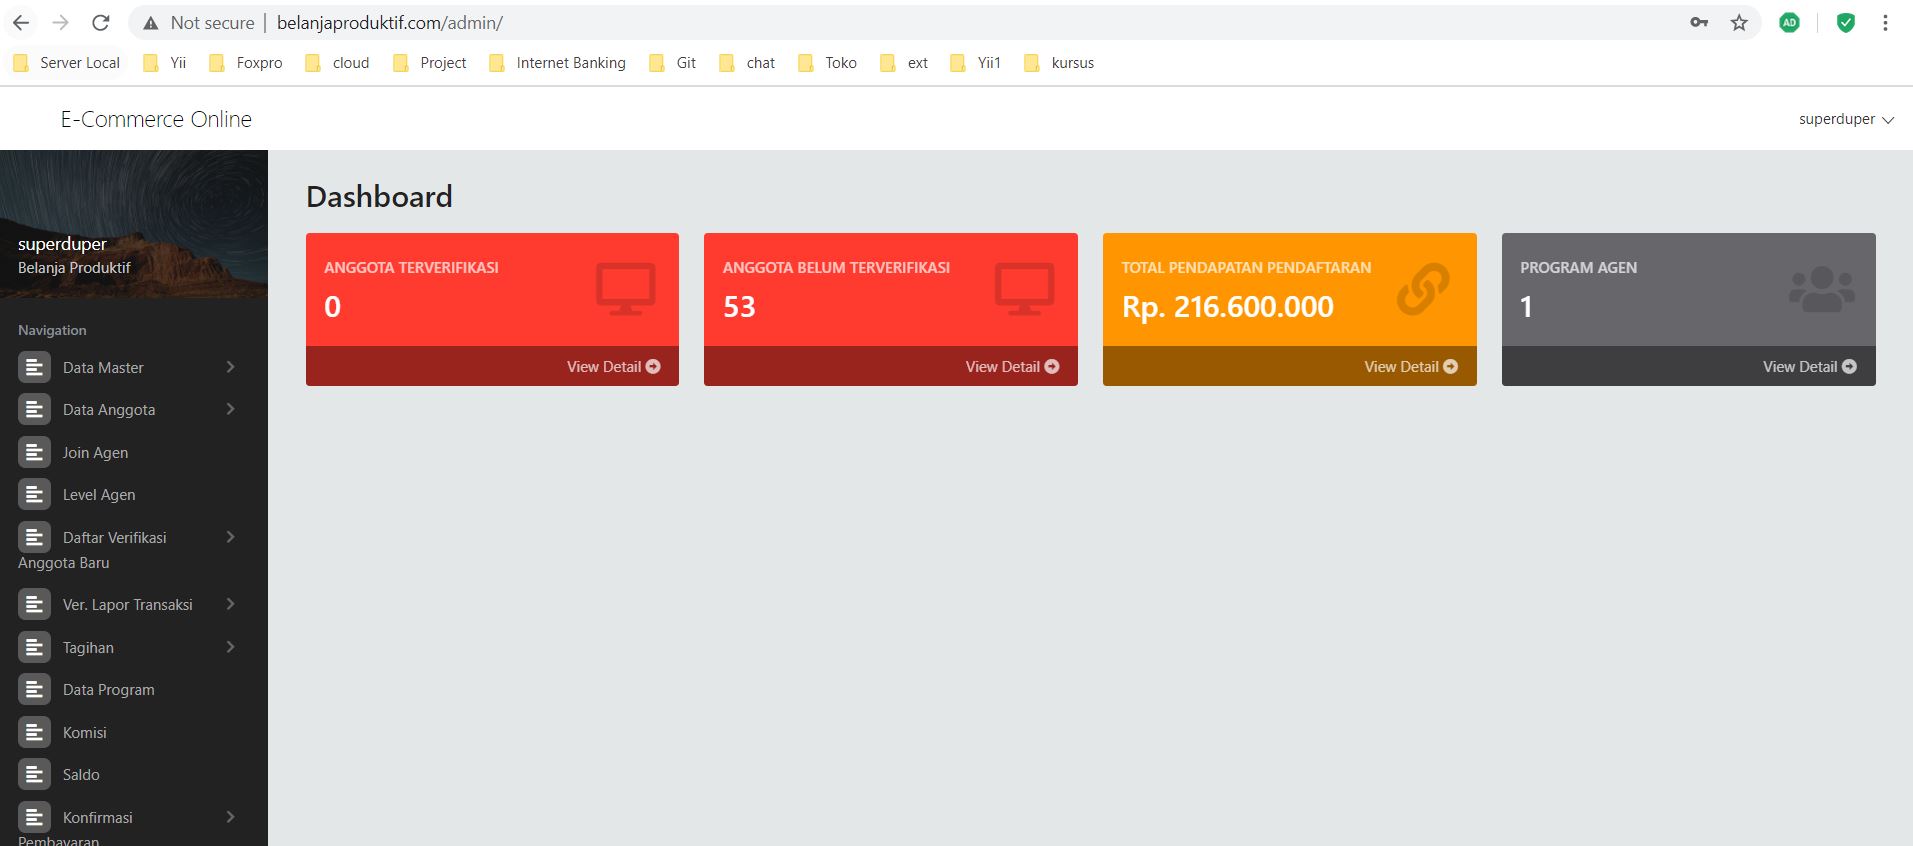 Not secure | belanjaproduktif.com/admin/
AD
Server Local Yii Foxpro cloud Project Internet Banking Git chat Toko ext Yii1 kursus
E-Commerce Online
superduper
superduper
Belanja Produktif
Navigation
Data Master
Data Anggota
Join Agen
Level Agen
Daftar Verifikasi
Anggota Baru
Ver. Lapor Transaksi
Tagihan
Data Program
Komisi
Saldo
Konfirmasi
Pembayaran
Dashboard
ANGGOTA TERVERIFIKASI
0
View Detail
ANGGOTA BELUM TERVERIFIKASI
53
View Detail
TOTAL PENDAPATAN PENDAFTARAN
Rp. 216.600.000
View Detail
PROGRAM AGEN
1
View Detail